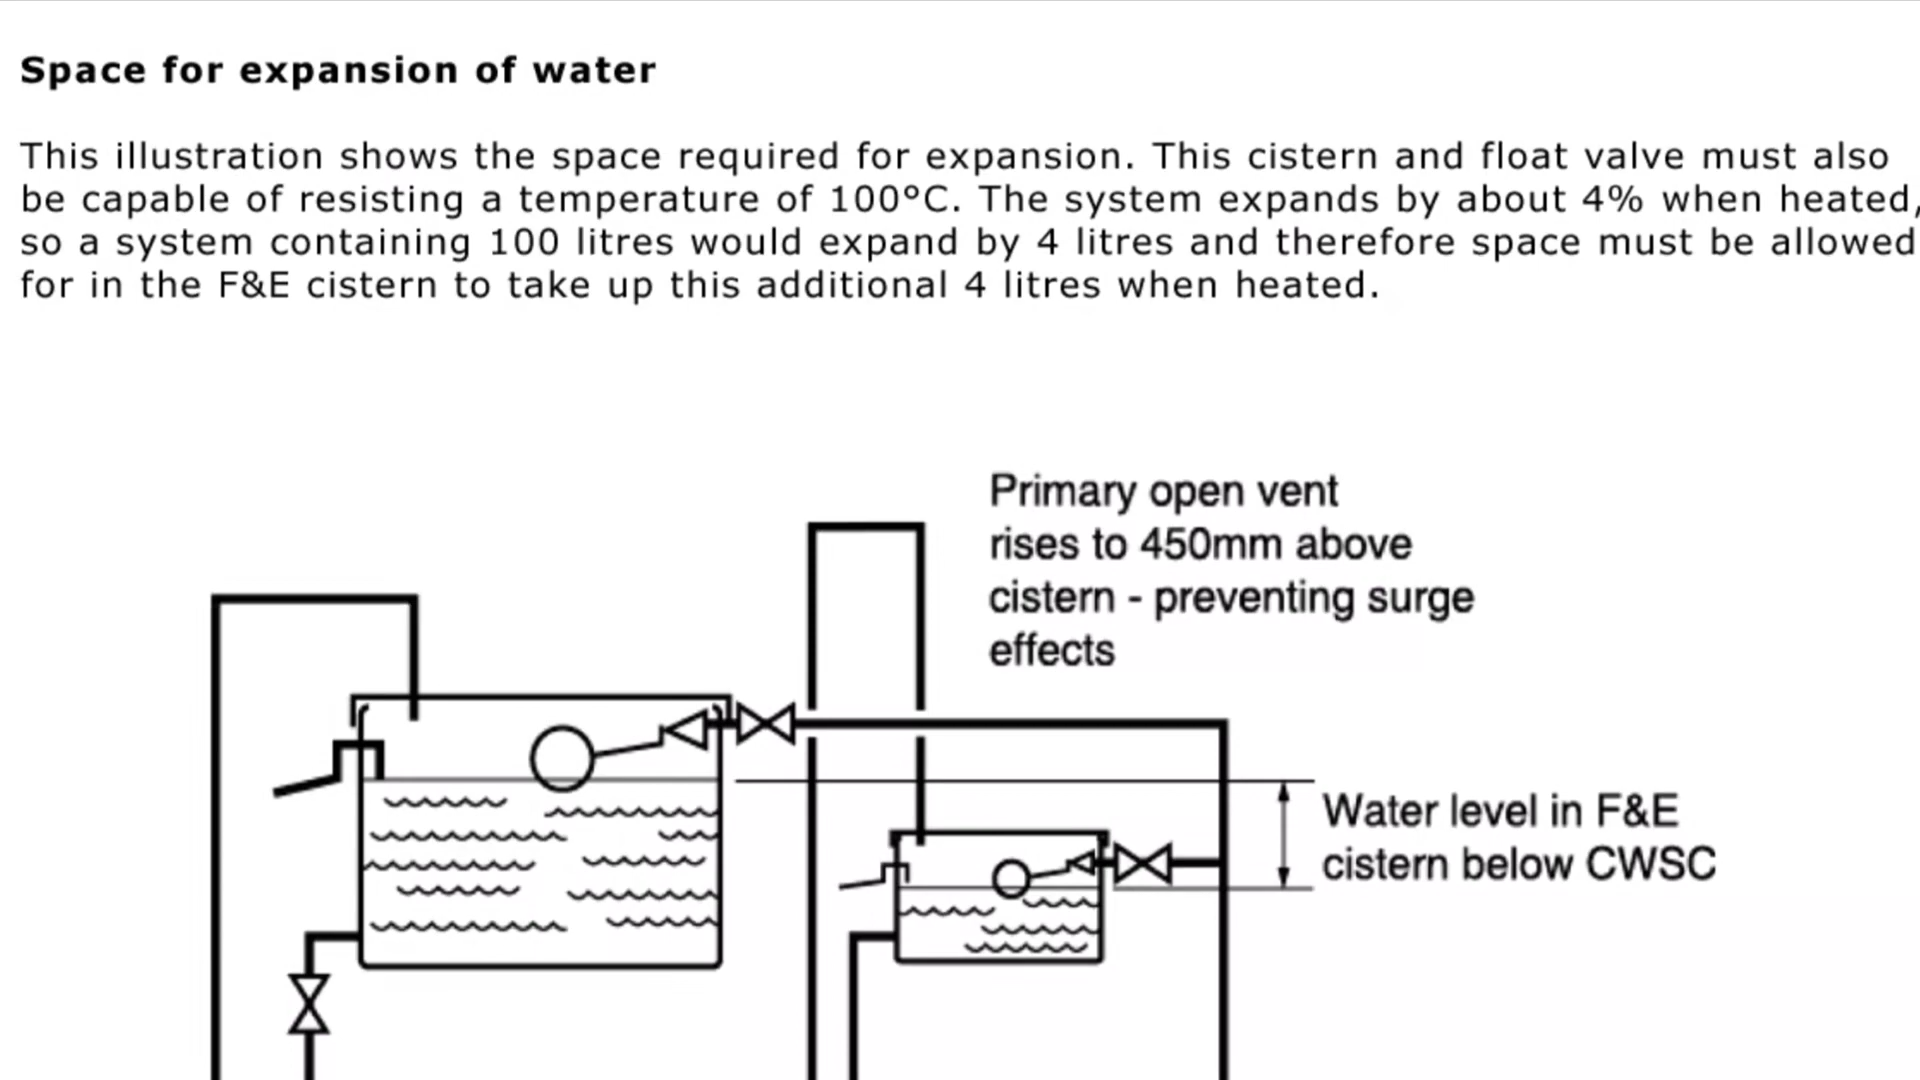 Space for expansion of water
This illustration shows the space required for expansion. This cistern and float valve must also
be capable of resisting a temperature of 100°C. The system expands by about 4% when heated,
so a system containing 100 litres would expand by 4 litres and therefore space must be allowed
for in the F&E cistern to take up this additional 4 litres when heated.
Primary open vent
rises to 450mm above
cistern - preventing surge
effects
Water level in F&E
cistern below CWSC